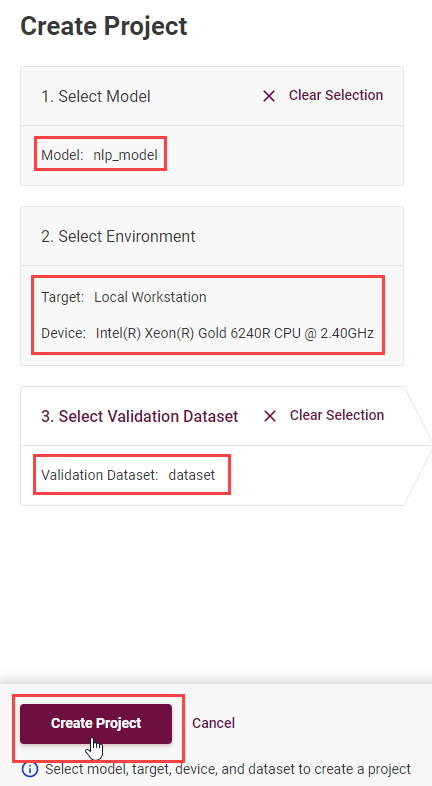 Create Project
1. Select Model
Clear Selection
Model: nlp_model
2. Select Environment
Target: Local Workstation
Device: Intel(R) Xeon(R) Gold 6240R CPU @ 2.40GHz
3. Select Validation Dataset
Clear Selection
Validation Dataset: dataset
Create Project
Cancel
Select model, target, device, and dataset to create a project